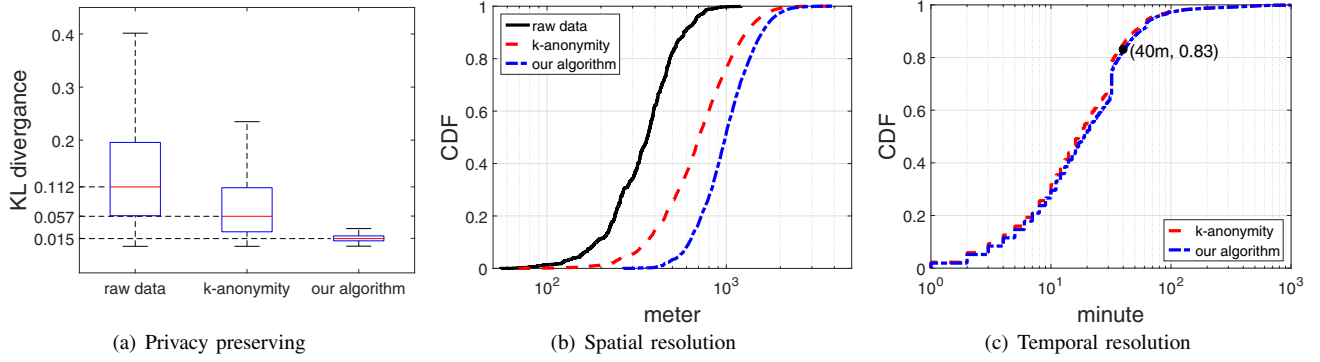 KL divergance
0.4
0.3
0.2
0.112
0.057
0.015
raw data k-anonymity our algorithm
(a) Privacy preserving
CDF
1
0.8
0.6
0.4
0.2
0
raw data
k-anonymity
our algorithm
10^2 10^3
meter
(b) Spatial resolution
CDF
1
0.8
0.6
0.4
0.2
0
(40m, 0.83)
k-anonymity
our algorithm
10^0 10^1 10^2 10^3
minute
(c) Temporal resolution